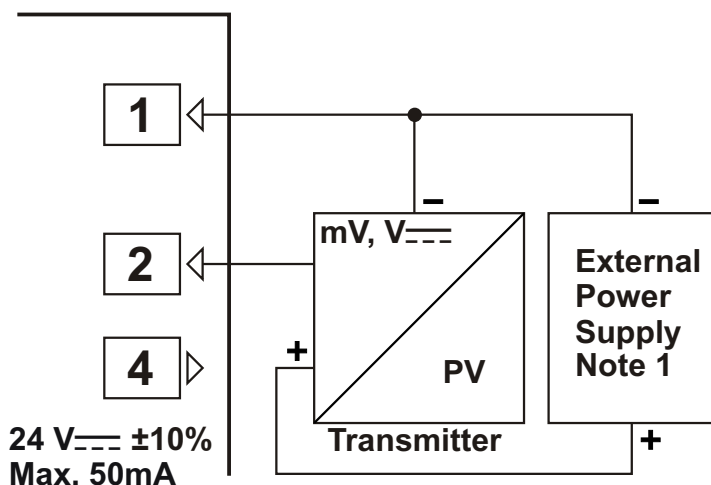 1
2
4
24 V⎓ ±10%
Max. 50mA
−
−
mV, V⎓
+
PV
Transmitter
External
Power
Supply
Note 1
+